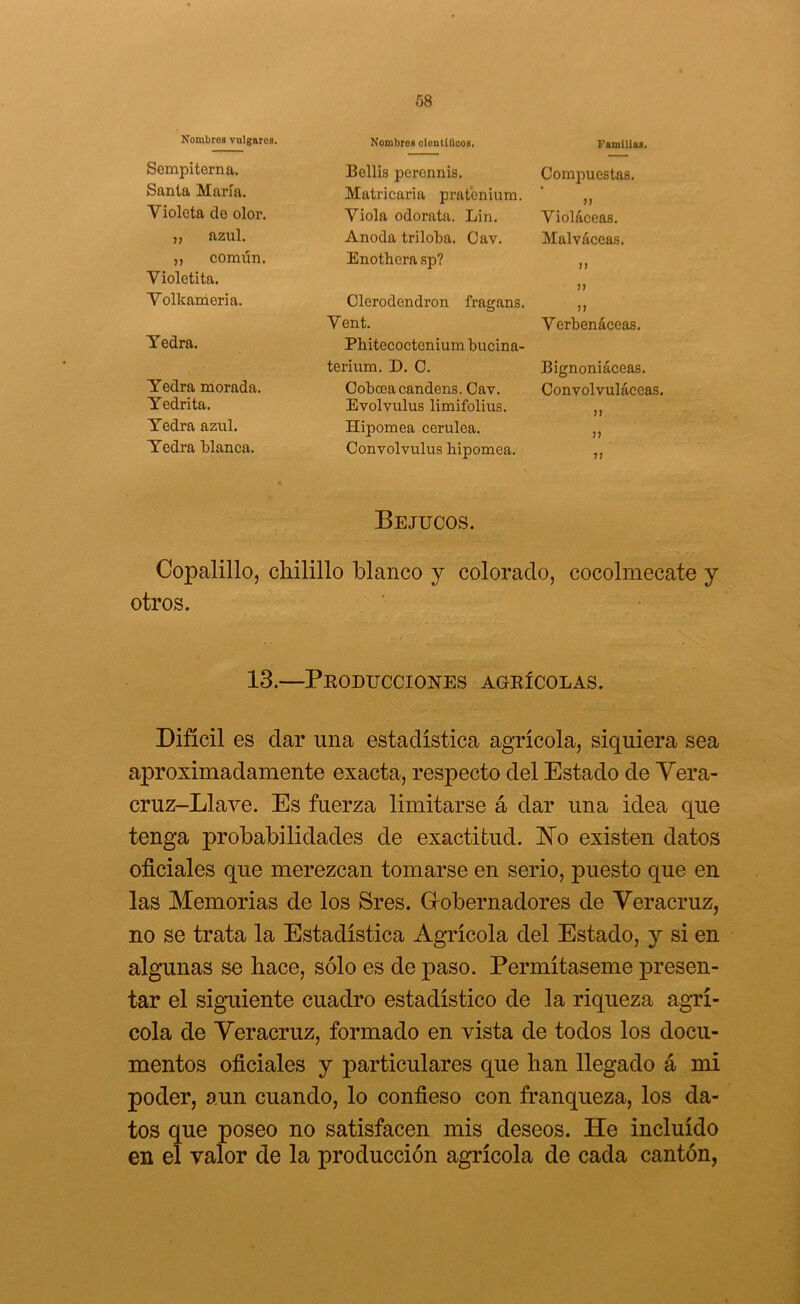 58
Nombres vulgares. Nombres científicos. Familias.
Sempiterna. Bellis perennis. Compuestas.
Santa María. Matricaria pratenium. „
Violeta de olor. Viola odorata. Lin. Violáceas.
„ azul. Anoda triloba. Cav. Malváceas.
„ común. Enothera sp? „
Violetita. „
Volkameria. Clerodendron fragans. „
Vent. Verbenáceas.
Yedra. Phitecoctenium bucina-
terium. D. C. Bignoniáceas.
Yedra morada. Cobœa candens. Cav. Convolvuláceas.
Yedrita. Evolvulus limifolius. „
Yedra azul. Hipomea cerulea. „
Yedra blanca. Convolvulus hipomea. „
Bejucos.
Copalillo, chilillo blanco y colorado, cocolmecate y
otros.
13.—Producciones agrícolas.
Difícil es dar una estadística agrícola, siquiera sea
aproximadamente exacta, respecto del Estado de Vera-
cruz-Llave. Es fuerza limitarse á dar una idea que
tenga probabilidades de exactitud. No existen datos
oficiales que merezcan tomarse en serio, puesto que en
las Memorias de los Sres. Gobernadores de Veracruz,
no se trata la Estadística Agrícola del Estado, y si en
algunas se hace, sólo es de paso. Permítaseme presen-
tar el siguiente cuadro estadístico de la riqueza agrí-
cola de Veracruz, formado en vista de todos los docu-
mentos oficiales y particulares que han llegado á mi
poder, aun cuando, lo confieso con franqueza, los da-
tos que poseo no satisfacen mis deseos. He incluído
en el valor de la producción agrícola de cada cantón,